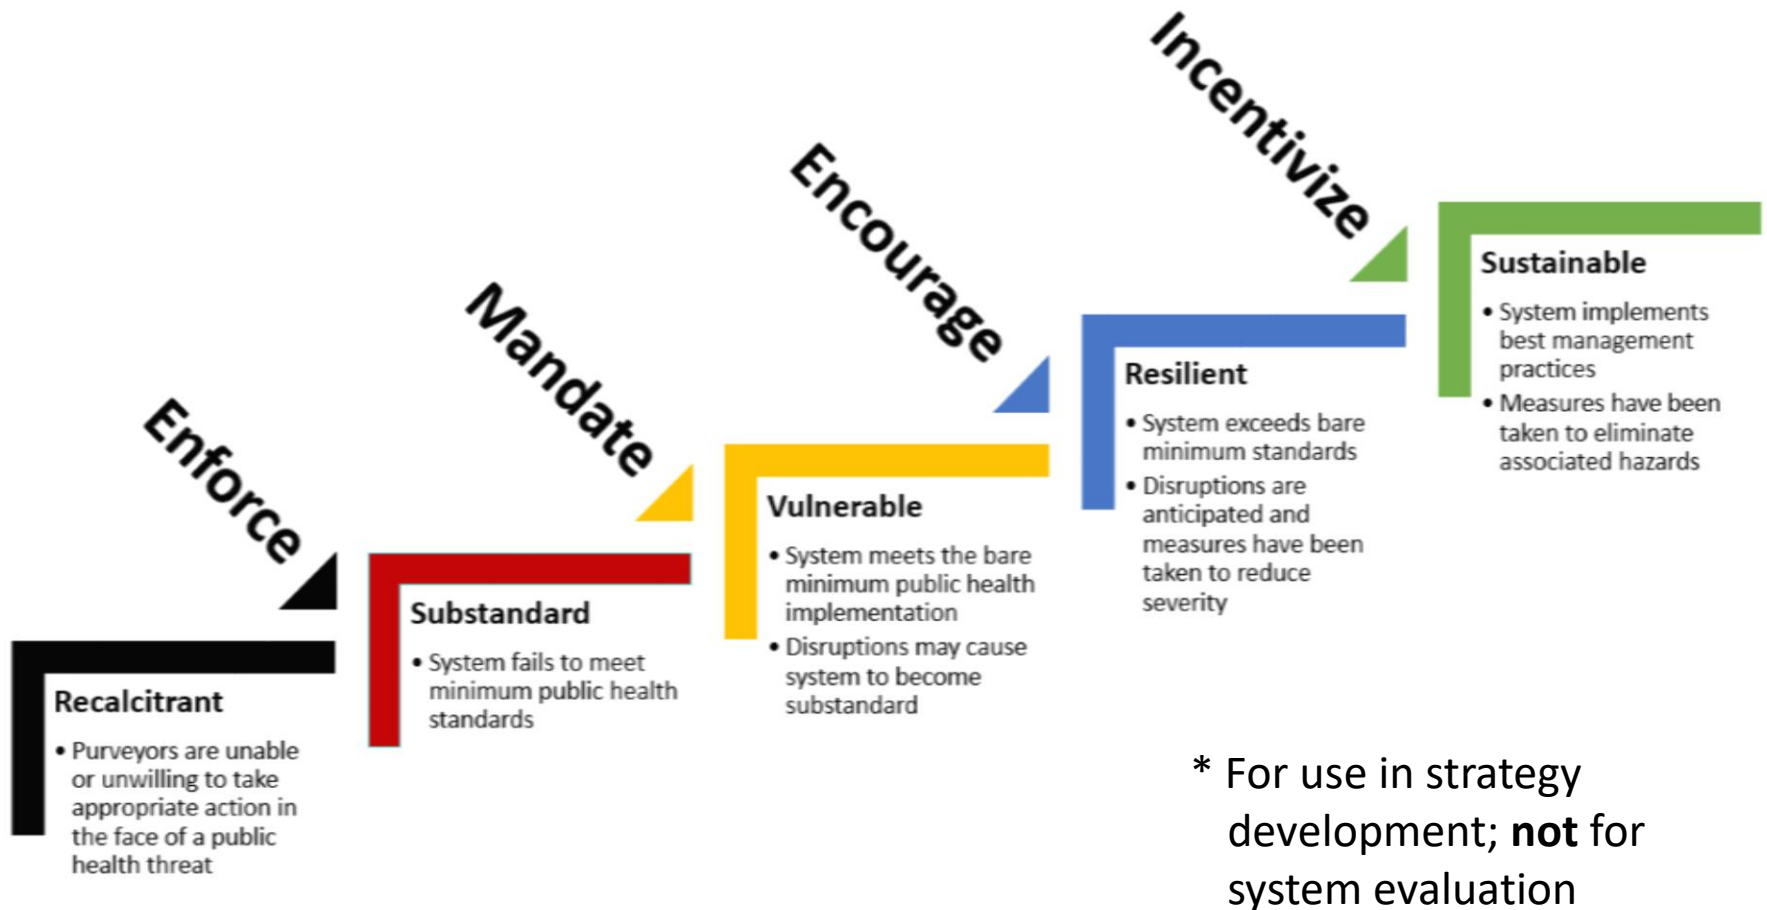 Enforce
Mandate
Encourage
Incentivize
Recalcitrant
• Purveyors are unable
or unwilling to take
appropriate action in
the face of a public
health threat
Substandard
• System fails to meet
minimum public health
standards
Vulnerable
• System meets the bare
minimum public health
implementation
• Disruptions may cause
system to become
substandard
Resilient
• System exceeds bare
minimum standards
• Disruptions are
anticipated and
measures have been
taken to reduce
severity
Sustainable
• System implements
best management
practices
• Measures have been
taken to eliminate
associated hazards
* For use in strategy
development; not for
system evaluation